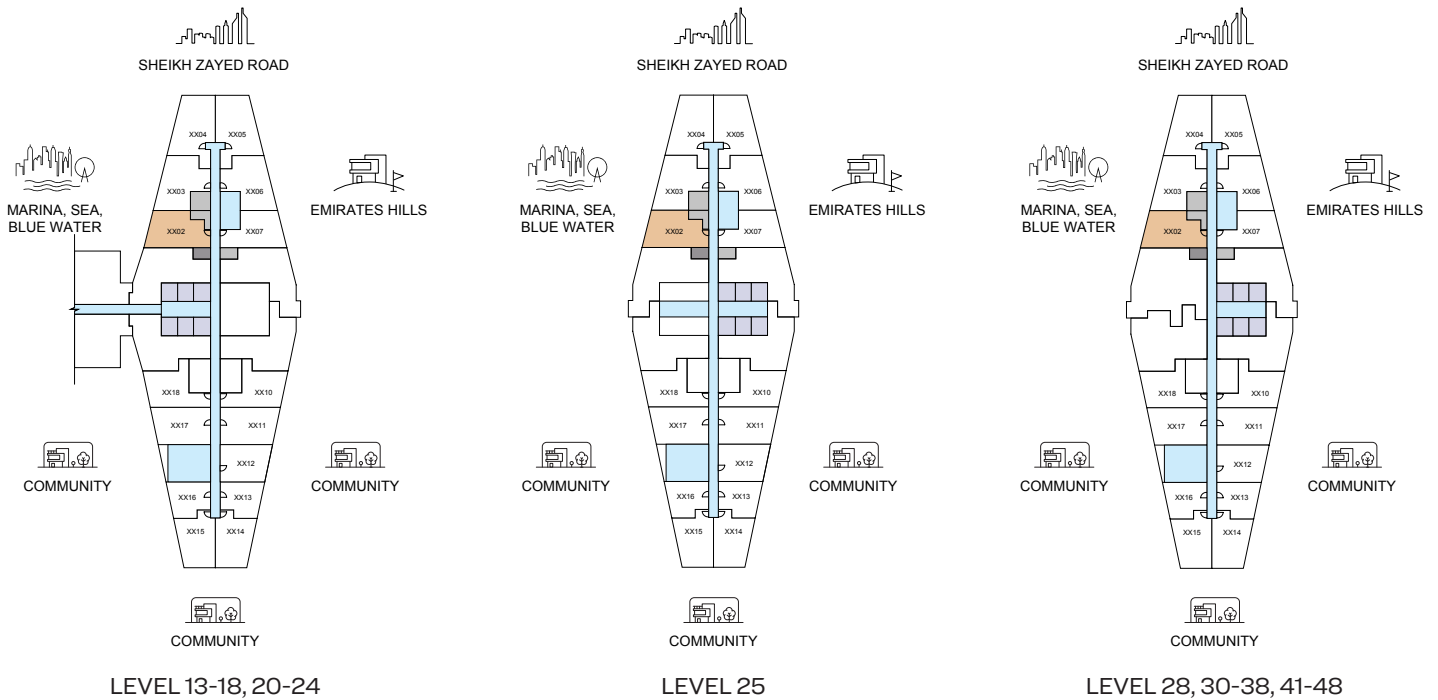 SHEIKH ZAYED ROAD
XX04 XX05
MARINA, SEA,
BLUE WATER
XX03 XX06
EMIRATES HILLS
XX02 XX07
XX18 XX10
XX17 XX11
XX12
COMMUNITY
COMMUNITY
XX16 XX13
XX15 XX14
COMMUNITY
LEVEL 13-18, 20-24
SHEIKH ZAYED ROAD
XX04 XX05
MARINA, SEA,
BLUE WATER
XX03 XX06
EMIRATES HILLS
XX02 XX07
XX18 XX10
XX17 XX11
XX12
COMMUNITY
COMMUNITY
XX16 XX13
XX15 XX14
COMMUNITY
LEVEL 25
SHEIKH ZAYED ROAD
XX04 XX05
MARINA, SEA,
BLUE WATER
XX03 XX06
EMIRATES HILLS
XX02 XX07
XX18 XX10
XX17 XX11
XX12
COMMUNITY
COMMUNITY
XX16 XX13
XX15 XX14
COMMUNITY
LEVEL 28, 30-38, 41-48